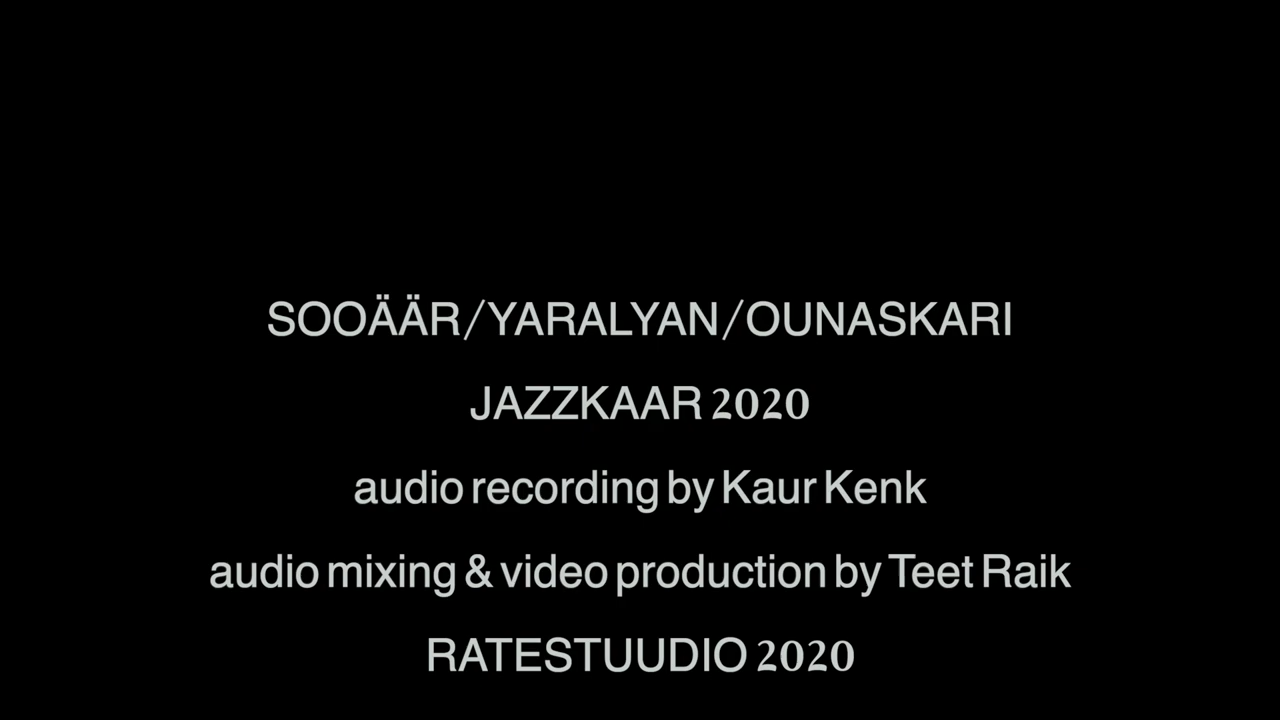 SOOÄÄR/YARALYAN/OUNASKARI
JAZZKAAR 2020
audio recording by Kaur Kenk
audio mixing & video production by Teet Raik
RATESTUUDIO 2020